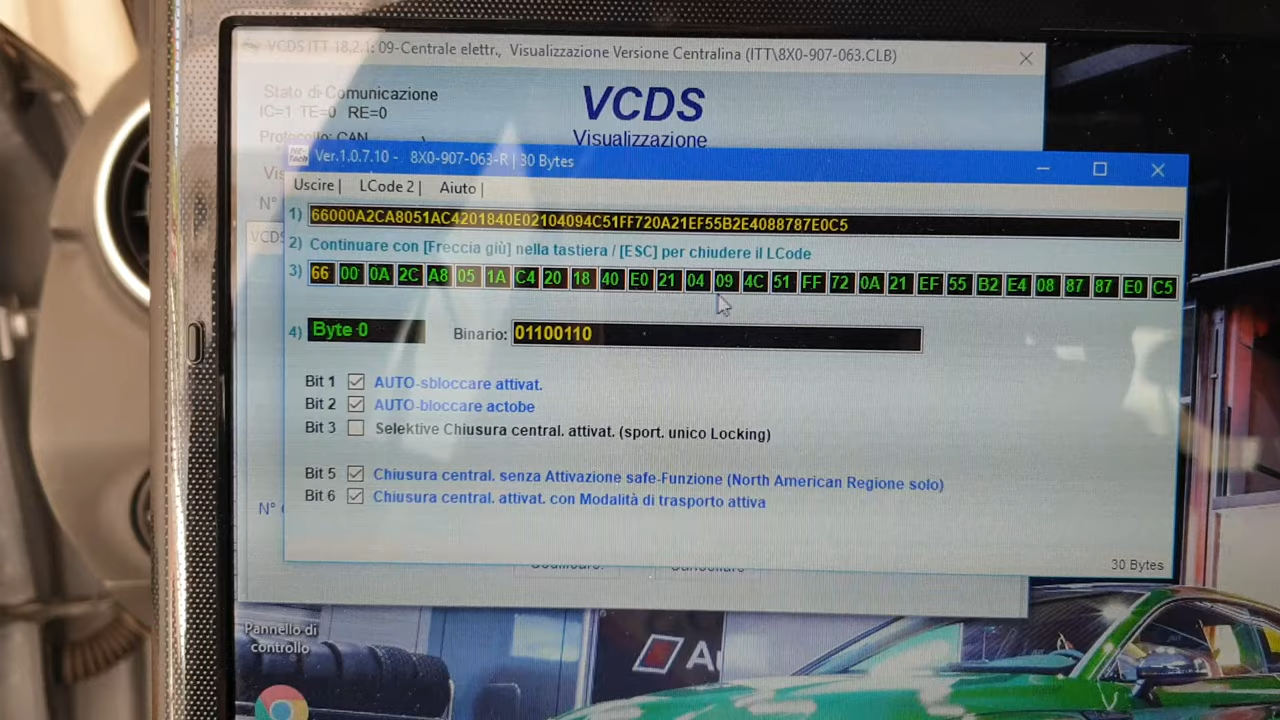 VCDS ITT 18.2.1: 09-Centrale elettr., Visualizzazione Versione Centralina (ITT\8X0-907-063.CLB)
Stato di Comunicazione
IC=1 TE=0 RE=0
VCDS
Visualizzazione
Protocollo: CAN
Ver.1.0.7.10 - 8X0-907-063-R | 30 Bytes
Uscire | LCode 2 | Aiuto |
N°
1) 66000A2CA8051AC4201840E02104094C51FF720A21EF55B2E4088787E0C5
2) Continuare con [Freccia giù] nella tastiera / [ESC] per chiudere il LCode
3) 66 00 0A 2C A8 05 1A C4 20 18 40 E0 21 04 09 4C 51 FF 72 0A 21 EF 55 B2 E4 08 87 87 E0 C5
4) Byte 0 Binario: 01100110
Bit 1 AUTO-sbloccare attivat.
Bit 2 AUTO-bloccare actobe
Bit 3 Selektive Chiusura central. attivat. (sport. unico Locking)
Bit 5 Chiusura central. senza Attivazione safe-Funzione (North American Regione solo)
Bit 6 Chiusura central. attivat. con Modalità di trasporto attiva
N°
30 Bytes
Pannello di
controllo